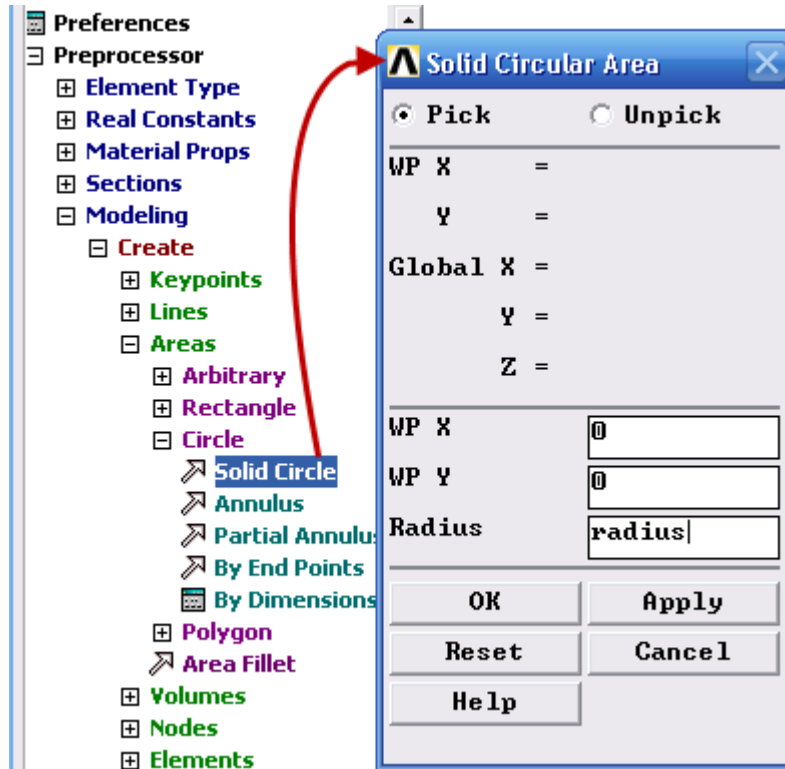 Preferences
Preprocessor
Element Type
Real Constants
Material Props
Sections
Modeling
Create
Keypoints
Lines
Areas
Arbitrary
Rectangle
Circle
Solid Circle
Annulus
Partial Annulu
By End Points
By Dimensions
Polygon
Area Fillet
Volumes
Nodes
Elements
Solid Circular Area
Pick Unpick
WP X =
Y =
Global X =
Y =
Z =
WP X 0
WP Y 0
Radius radius
OK Apply
Reset Cancel
Help